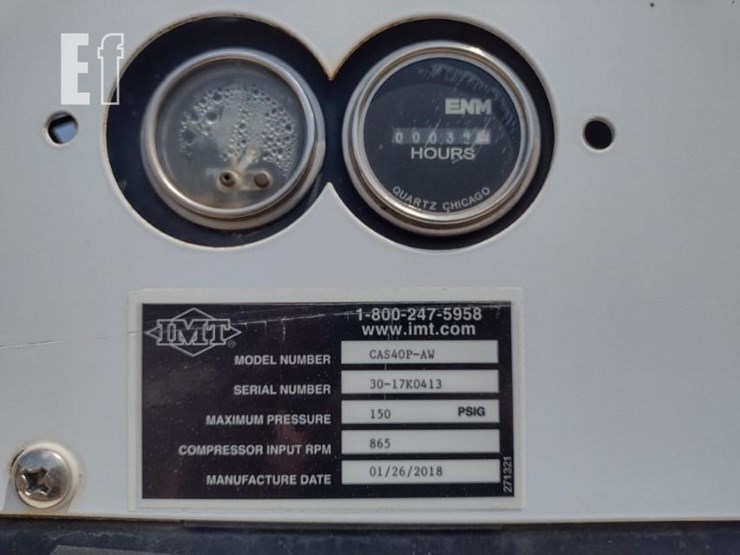 Ef
ENM
HOURS
QUARTZ CHICAGO
IMT
1-800-247-5958
www.imt.com
MODEL NUMBER CAS40P-AW
SERIAL NUMBER 30-17K0413
MAXIMUM PRESSURE 150 PSIG
COMPRESSOR INPUT RPM 865
MANUFACTURE DATE 01/26/2018
271321